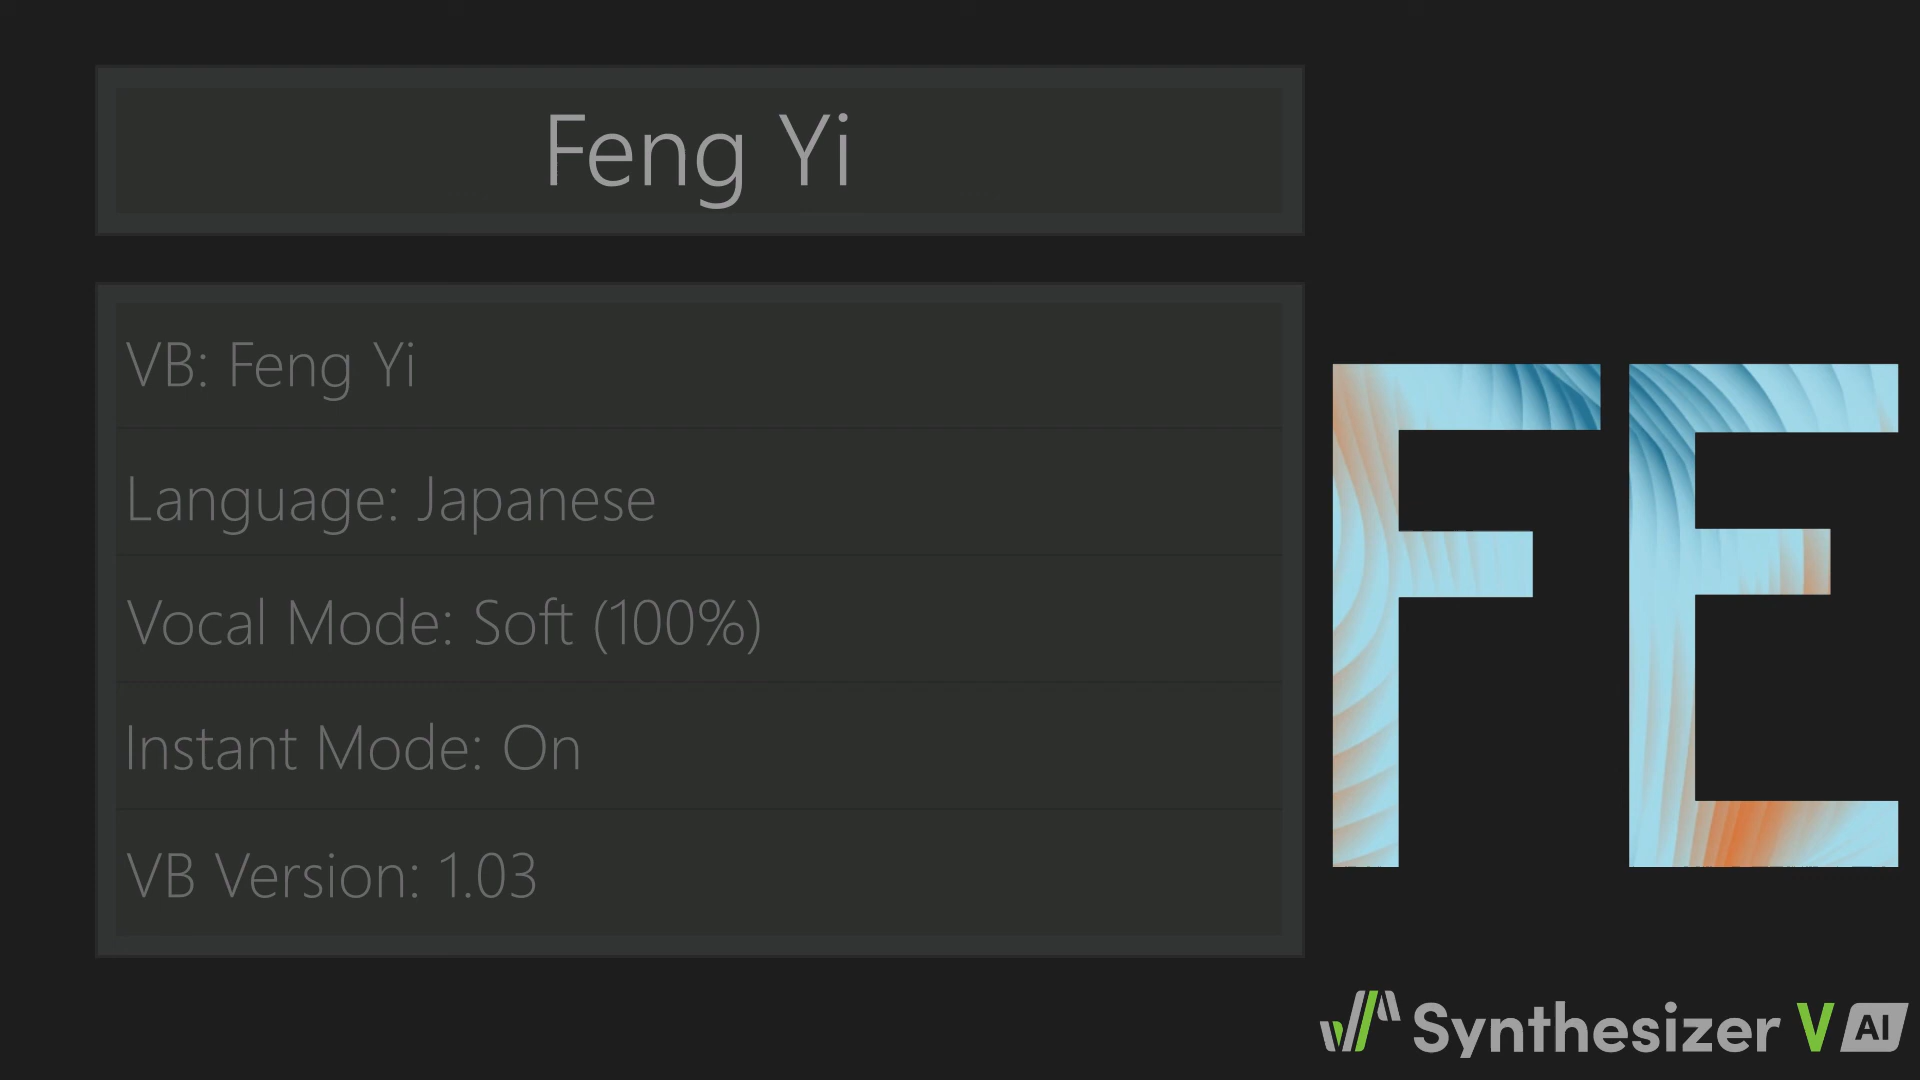 Feng Yi
VB: Feng Yi
Language: Japanese
Vocal Mode: Soft (100%)
Instant Mode: On
VB Version: 1.03
FE
Synthesizer V AI